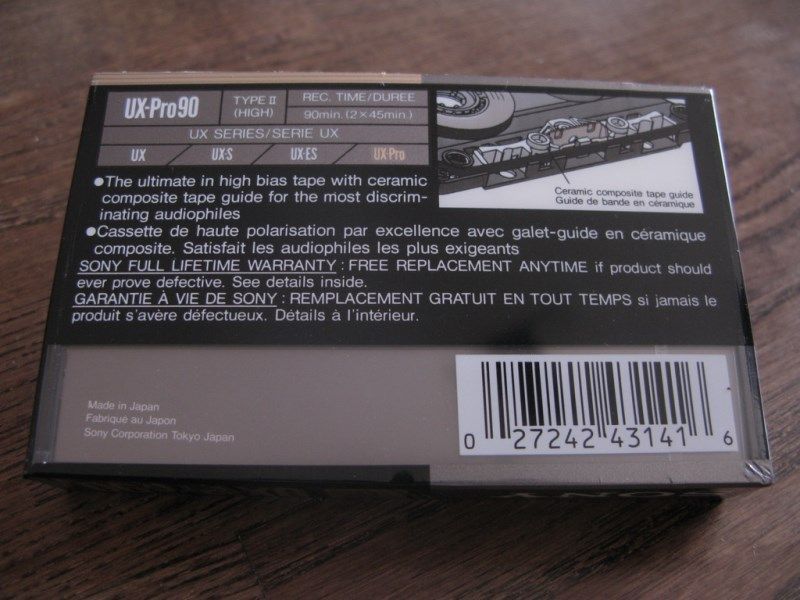 UX-Pro90
TYPE II
(HIGH)
REC. TIME/DUREE
90min. (2×45min.)
UX SERIES/SERIE UX
UX / UX-S / UX-ES / UX-Pro
Ceramic composite tape guide
Guide de bande en céramique
●The ultimate in high bias tape with ceramic
composite tape guide for the most discrim-
inating audiophiles
●Cassette de haute polarisation par excellence avec galet-guide en céramique
composite. Satisfait les audiophiles les plus exigeants
SONY FULL LIFETIME WARRANTY : FREE REPLACEMENT ANYTIME if product should
ever prove defective. See details inside.
GARANTIE À VIE DE SONY : REMPLACEMENT GRATUIT EN TOUT TEMPS si jamais le
produit s'avère défectueux. Détails à l'intérieur.
Made in Japan
Fabriqué au Japon
Sony Corporation Tokyo Japan
0 27242 43141 6